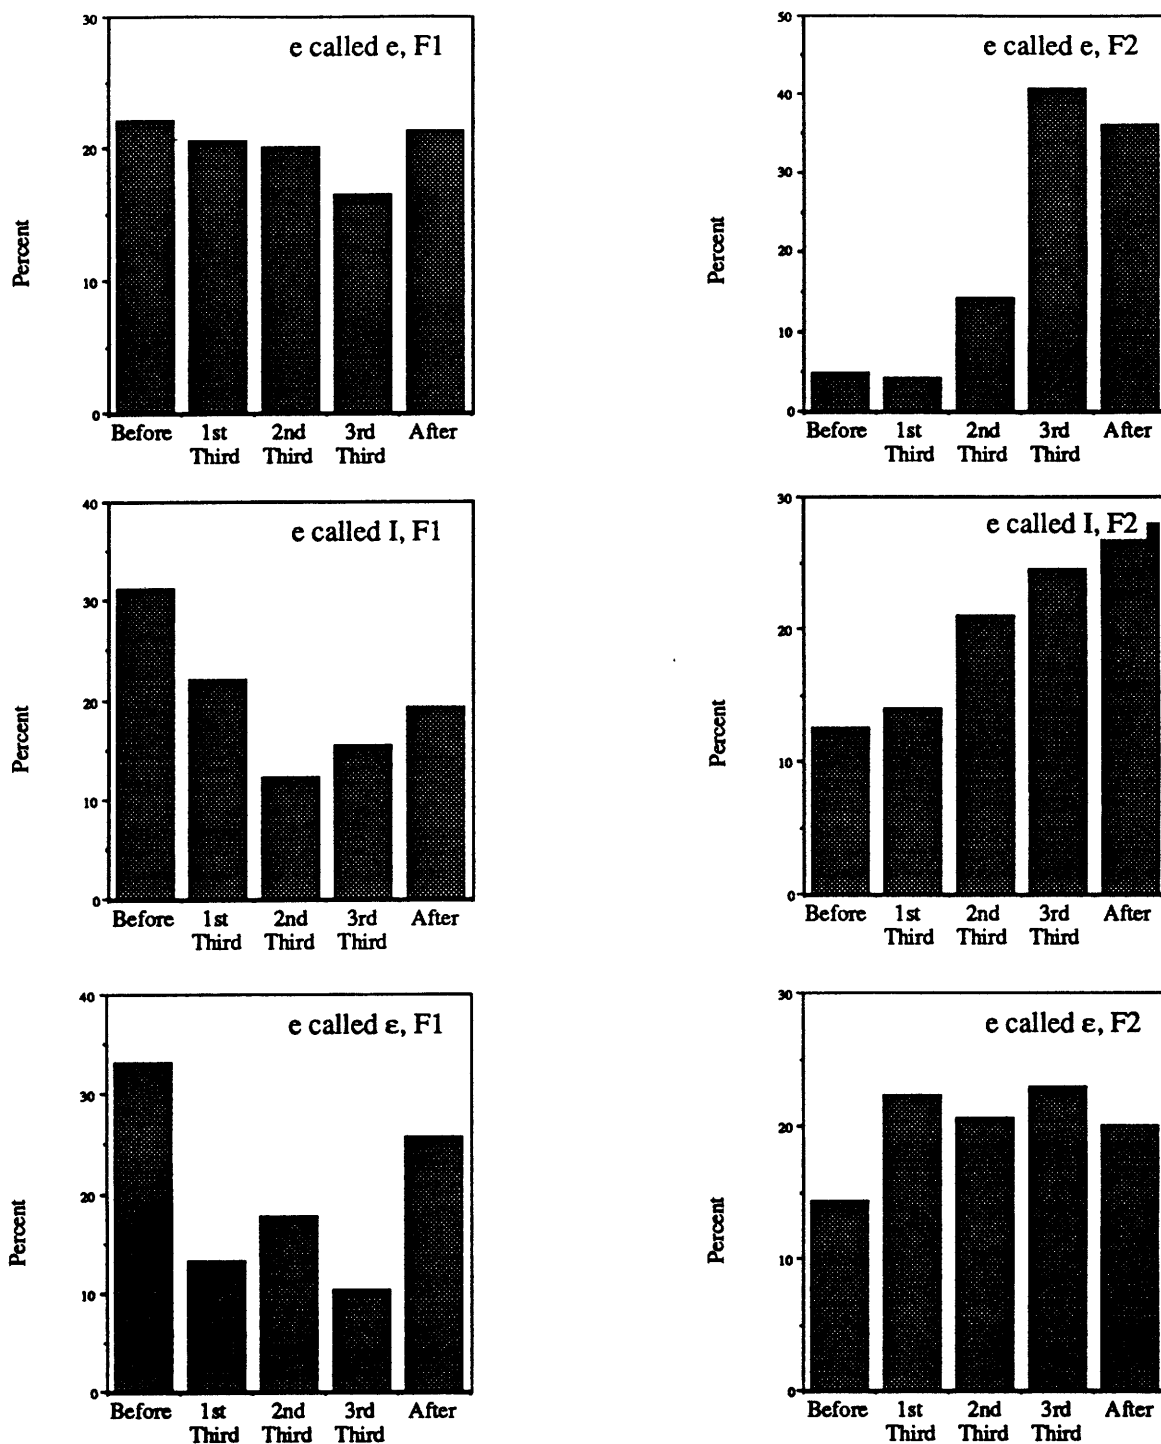 e called e, F1
30
20
10
0
Percent
Before 1st 2nd 3rd After
Third Third Third
e called e, F2
50
40
30
20
10
0
Percent
Before 1st 2nd 3rd After
Third Third Third
e called I, F1
40
30
20
10
0
Percent
Before 1st 2nd 3rd After
Third Third Third
e called I, F2
30
20
10
0
Percent
Before 1st 2nd 3rd After
Third Third Third
e called ε, F1
40
30
20
10
0
Percent
Before 1st 2nd 3rd After
Third Third Third
e called ε, F2
30
20
10
0
Percent
Before 1st 2nd 3rd After
Third Third Third